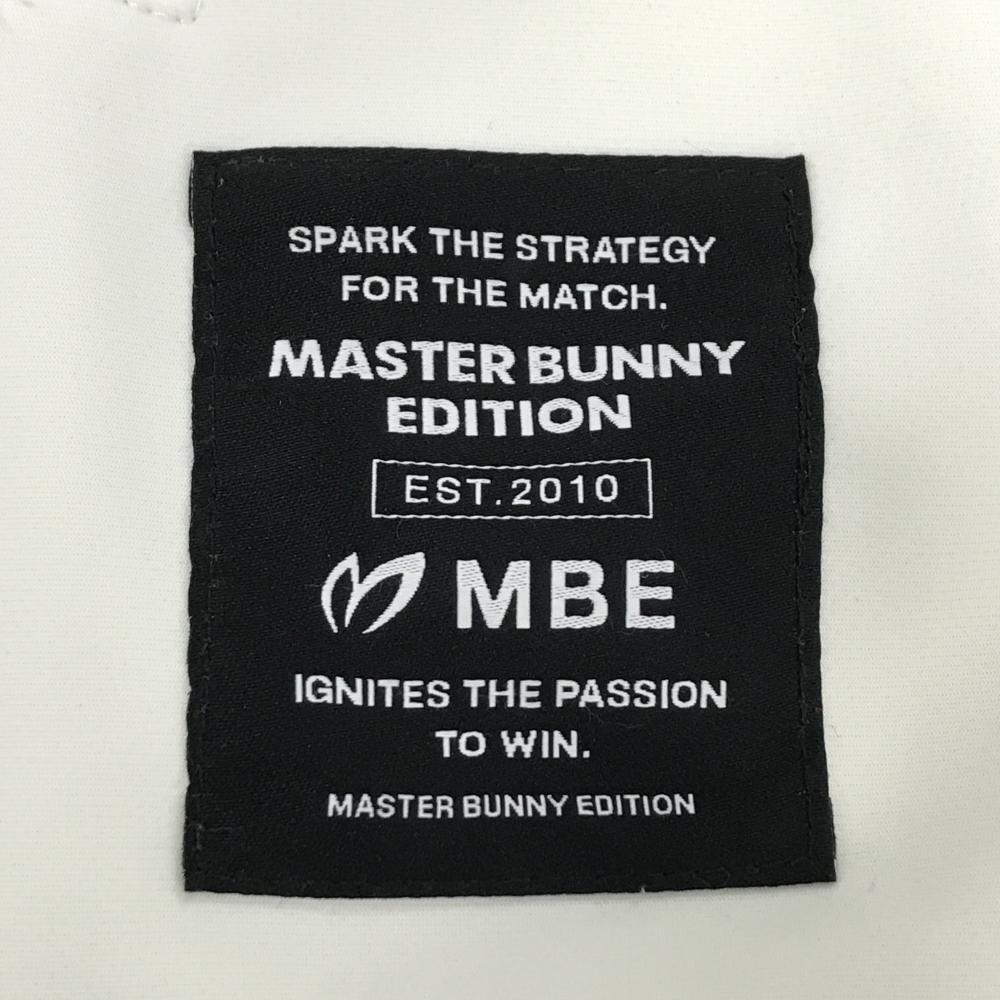 SPARK THE STRATEGY
FOR THE MATCH.
MASTER BUNNY
EDITION
EST.2010
MBE
IGNITES THE PASSION
TO WIN.
MASTER BUNNY EDITION